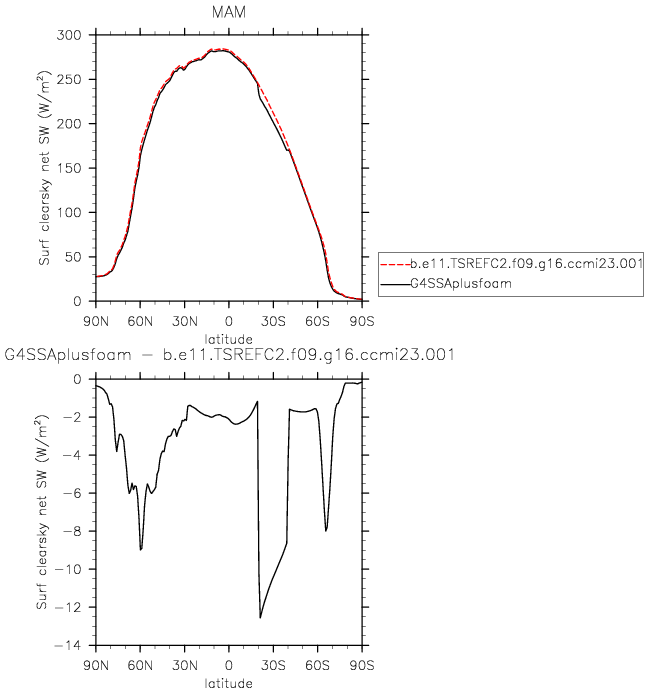 MAM
Surf clearsky net SW (W/m²)
300
250
200
150
100
50
0
90N 60N 30N 0 30S 60S 90S
latitude
b.e11.TSREFC2.f09.g16.ccmi23.001
G4SSAplusfoam
G4SSAplusfoam − b.e11.TSREFC2.f09.g16.ccmi23.001
Surf clearsky net SW (W/m²)
0
−2
−4
−6
−8
−10
−12
−14
90N 60N 30N 0 30S 60S 90S
latitude